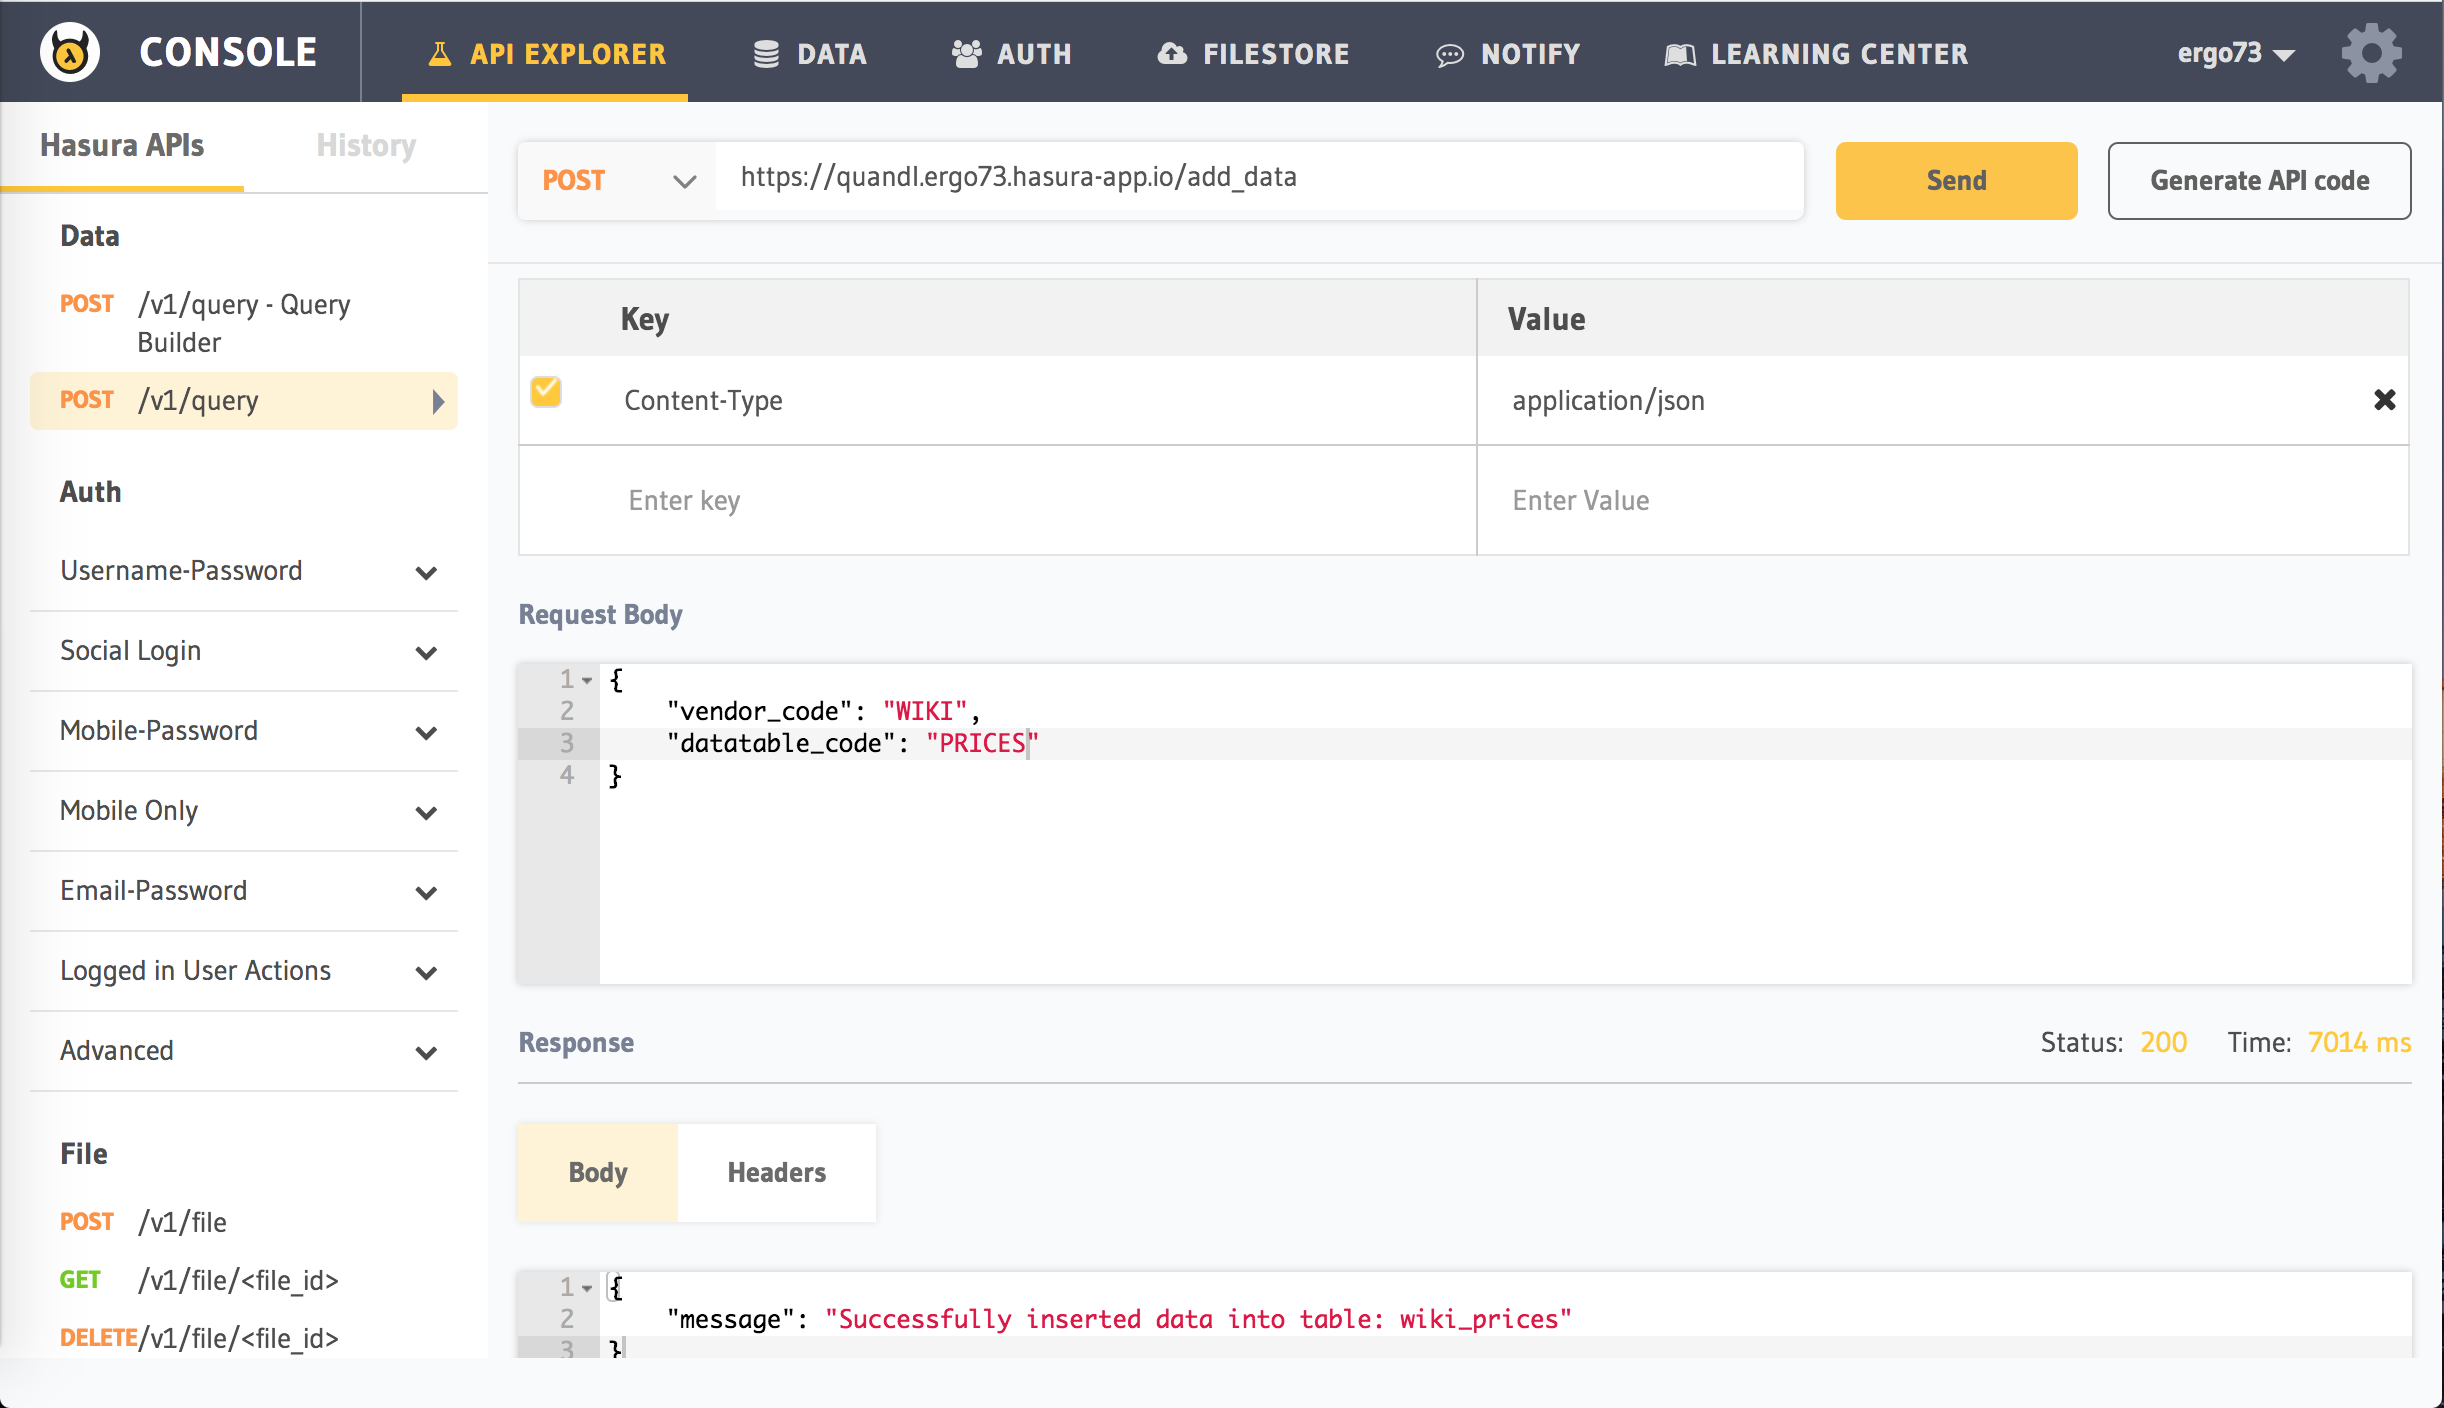 CONSOLE
API EXPLORER
DATA
AUTH
FILESTORE
NOTIFY
LEARNING CENTER
ergo73
Hasura APIs
History
Data
POST /v1/query - Query
Builder
POST /v1/query
Auth
Username-Password
Social Login
Mobile-Password
Mobile Only
Email-Password
Logged in User Actions
Advanced
File
POST /v1/file
GET /v1/file/<file_id>
DELETE/v1/file/<file_id>
POST https://quandl.ergo73.hasura-app.io/add_data
Send
Generate API code
Key Value
Content-Type application/json
Enter key Enter Value
Request Body
1 {
2 "vendor_code": "WIKI",
3 "datatable_code": "PRICES"
4 }
Response
Status: 200 Time: 7014 ms
Body Headers
1 {
2 "message": "Successfully inserted data into table: wiki_prices"
3 }